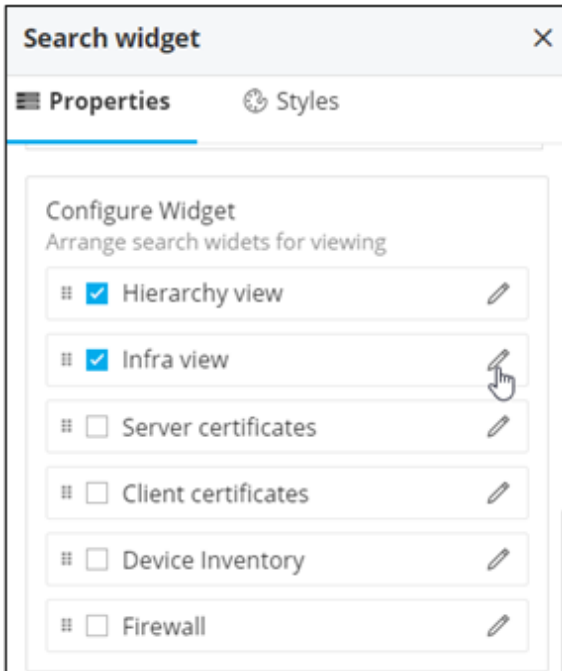 Search widget
Properties
Styles
Configure Widget
Arrange search widets for viewing
Hierarchy view
Infra view
Server certificates
Client certificates
Device Inventory
Firewall